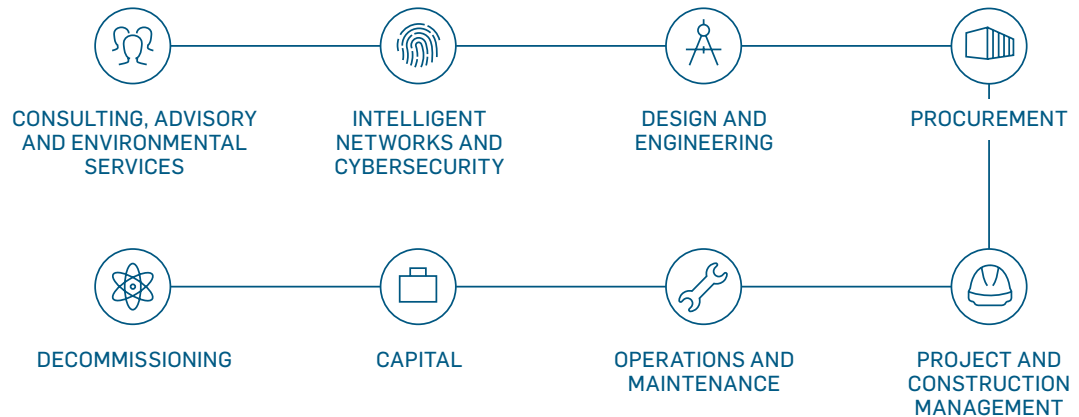 CONSULTING, ADVISORY
AND ENVIRONMENTAL
SERVICES
INTELLIGENT
NETWORKS AND
CYBERSECURITY
DESIGN AND
ENGINEERING
PROCUREMENT
DECOMMISSIONING
CAPITAL
OPERATIONS AND
MAINTENANCE
PROJECT AND
CONSTRUCTION
MANAGEMENT